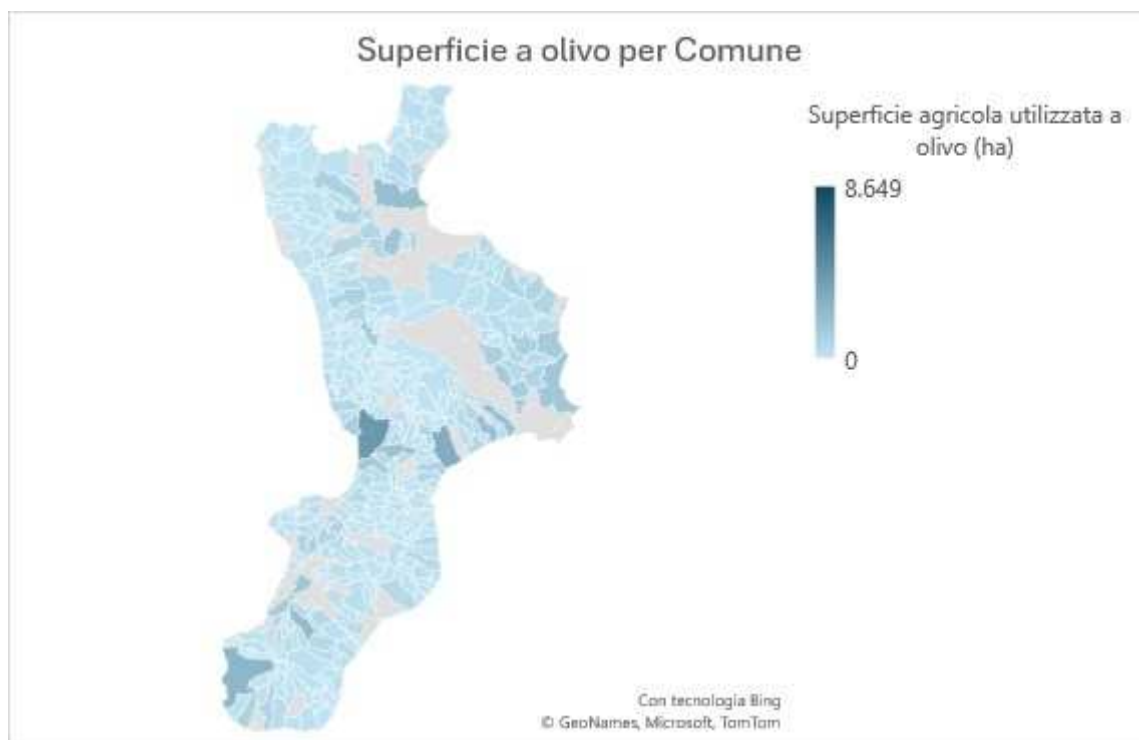 Superficie a olivo per Comune
Superficie agricola utilizzata a
olivo (ha)
8.649
0
Con tecnologia Bing
© GeoNames, Microsoft, TomTom